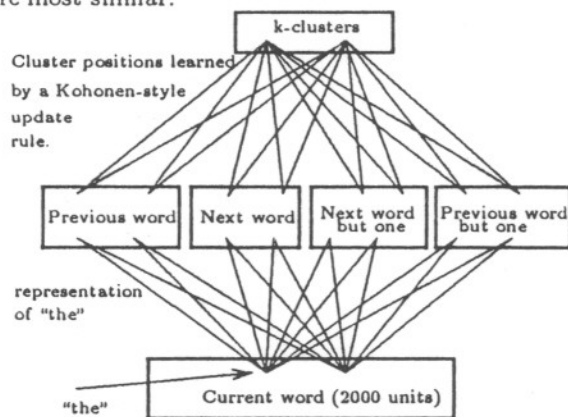 re most similar.
k-clusters
Cluster positions learned
by a Kohonen-style
update
rule.
Previous word
Next word
Next word
but one
Previous word
but one
representation
of "the"
"the"
Current word (2000 units)